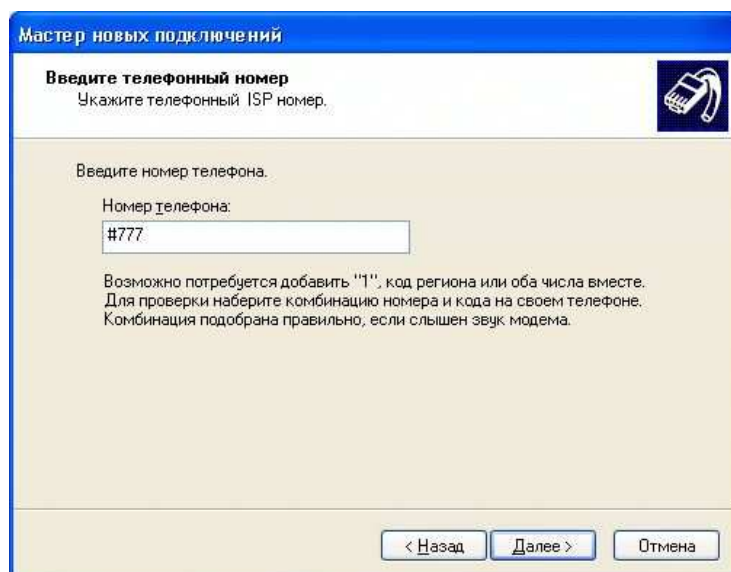 Мастер новых подключений
Введите телефонный номер
Укажите телефонный ISP номер.
Введите номер телефона.
Номер телефона:
#777
Возможно потребуется добавить "1", код региона или оба числа вместе.
Для проверки наберите комбинацию номера и кода на своем телефоне.
Комбинация подобрана правильно, если слышен звук модема.
< Назад Далее > Отмена